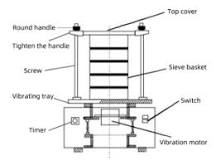 Top cover
Round handle
Tighten the handle
Screw
Sieve basket
Vibrating tray
Switch
Timer
Vibration motor